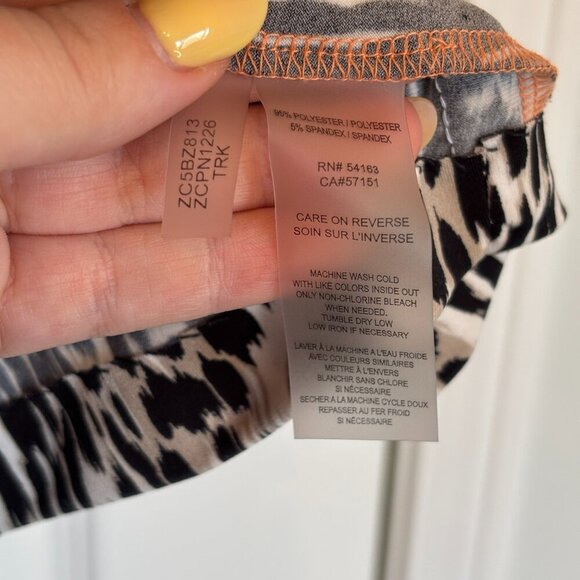 ZC5BZ813
ZCPN1226
TRK
95% POLYESTER / POLYESTER
5% SPANDEX / SPANDEX
RN# 54163
CA#57151
CARE ON REVERSE
SOIN SUR L'INVERSE
MACHINE WASH COLD
WITH LIKE COLORS INSIDE OUT
ONLY NON-CHLORINE BLEACH
WHEN NEEDED.
TUMBLE DRY LOW
LOW IRON IF NECESSARY
LAVER À LA MACHINE A L'EAU FROIDE
AVEC COULEURS SIMILAIRES
METTRE À L'ENVERS
BLANCHIR SANS CHLORE
SI NÉCESSAIRE
SECHER A LA MACHINE CYCLE DOUX
REPASSER AU FER FROID
SI NÉCESSAIRE